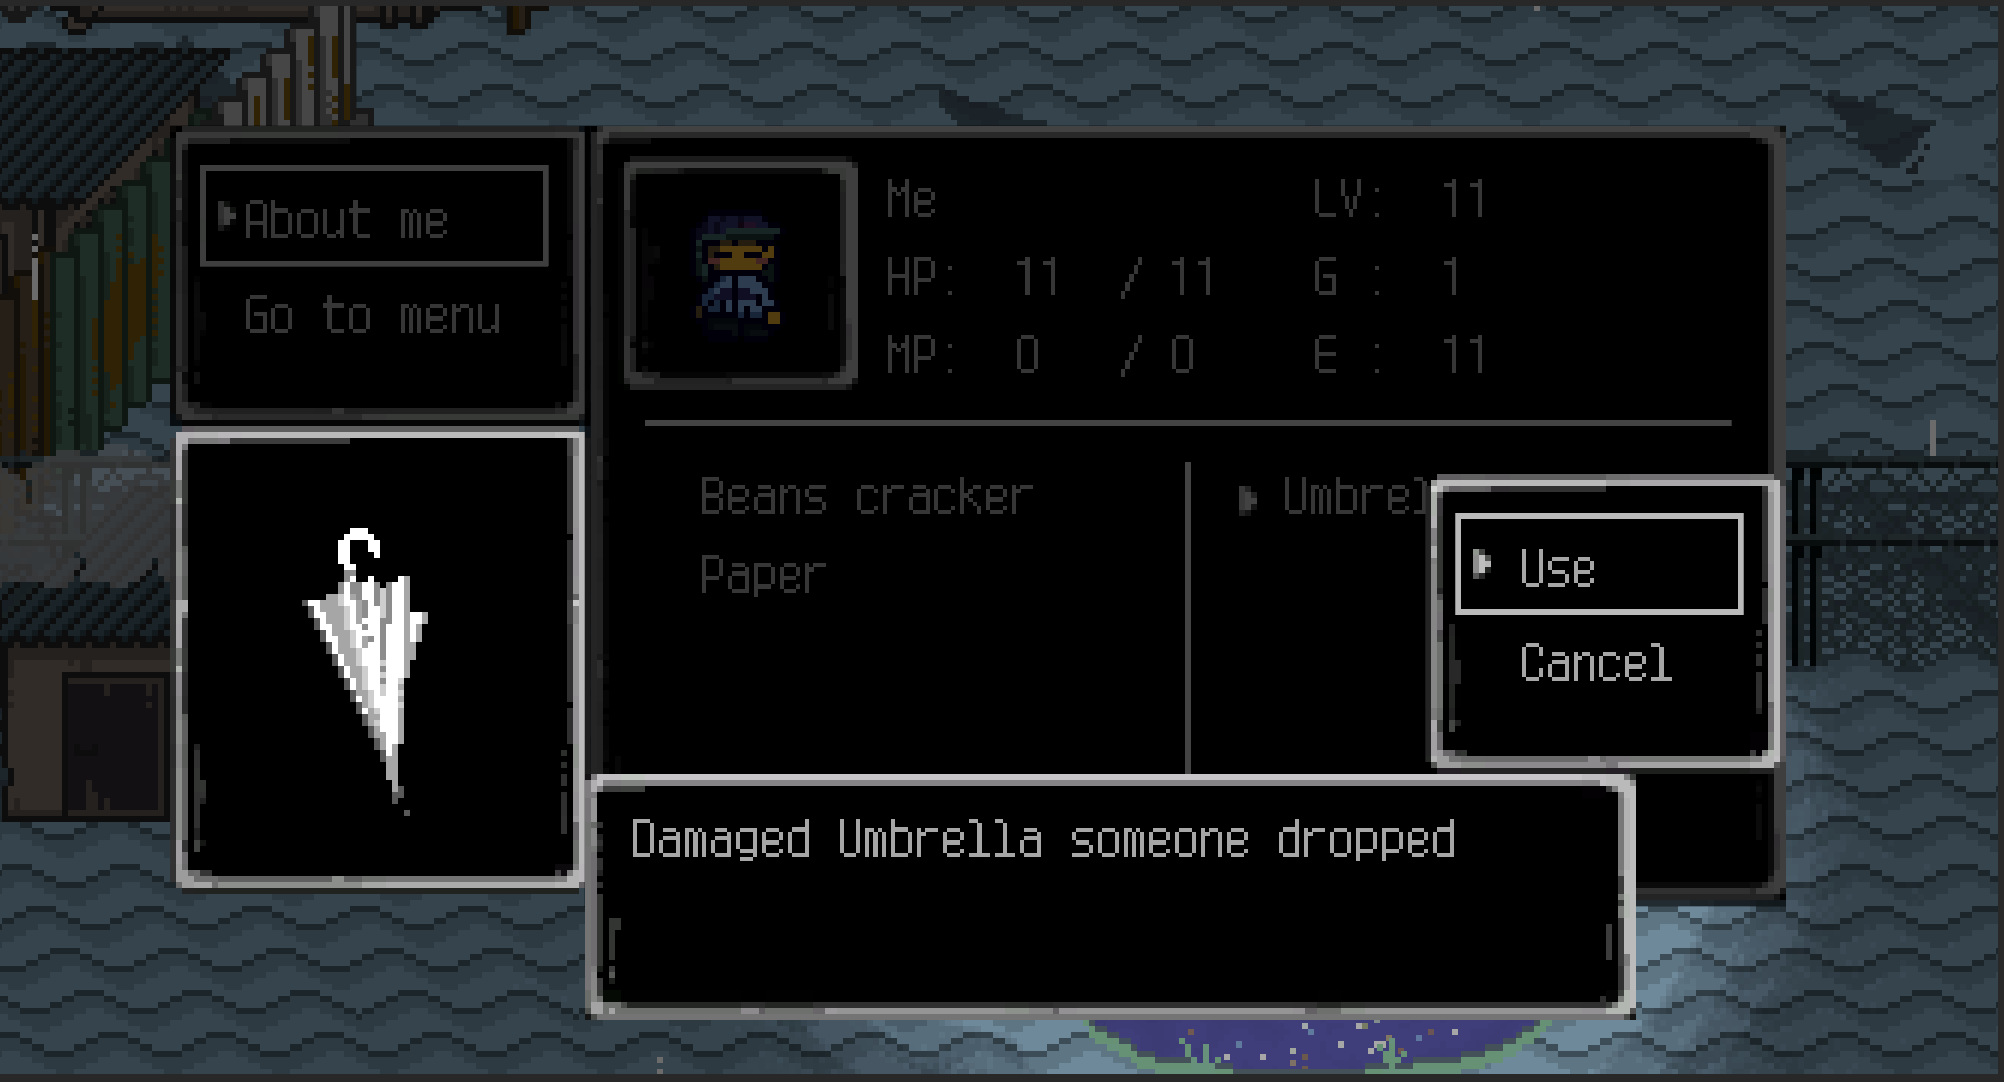 About me
Go to menu
Me LV: 11
HP: 11 / 11 G : 1
MP: 0 / 0 E : 11
Beans cracker
Paper
Umbrel
Use
Cancel
Damaged Umbrella someone dropped